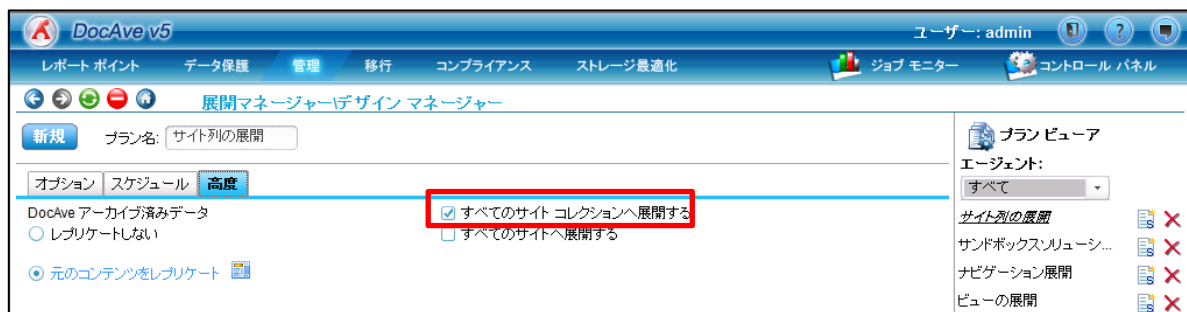 DocAve v5
ユーザー: admin
レポート ポイント データ保護 管理 移行 コンプライアンス ストレージ最適化 ジョブ モニター コントロール パネル
展開マネージャー\デザイン マネージャー
新規 プラン名: サイト列の展開
オプション スケジュール 高度
DocAve アーカイブ済みデータ
レプリケートしない
元のコンテンツをレプリケート
すべてのサイト コレクションへ展開する
すべてのサイトへ展開する
プラン ビューア
エージェント:
すべて
サイト列の展開
サンドボックスソリューシ...
ナビゲーション展開
ビューの展開